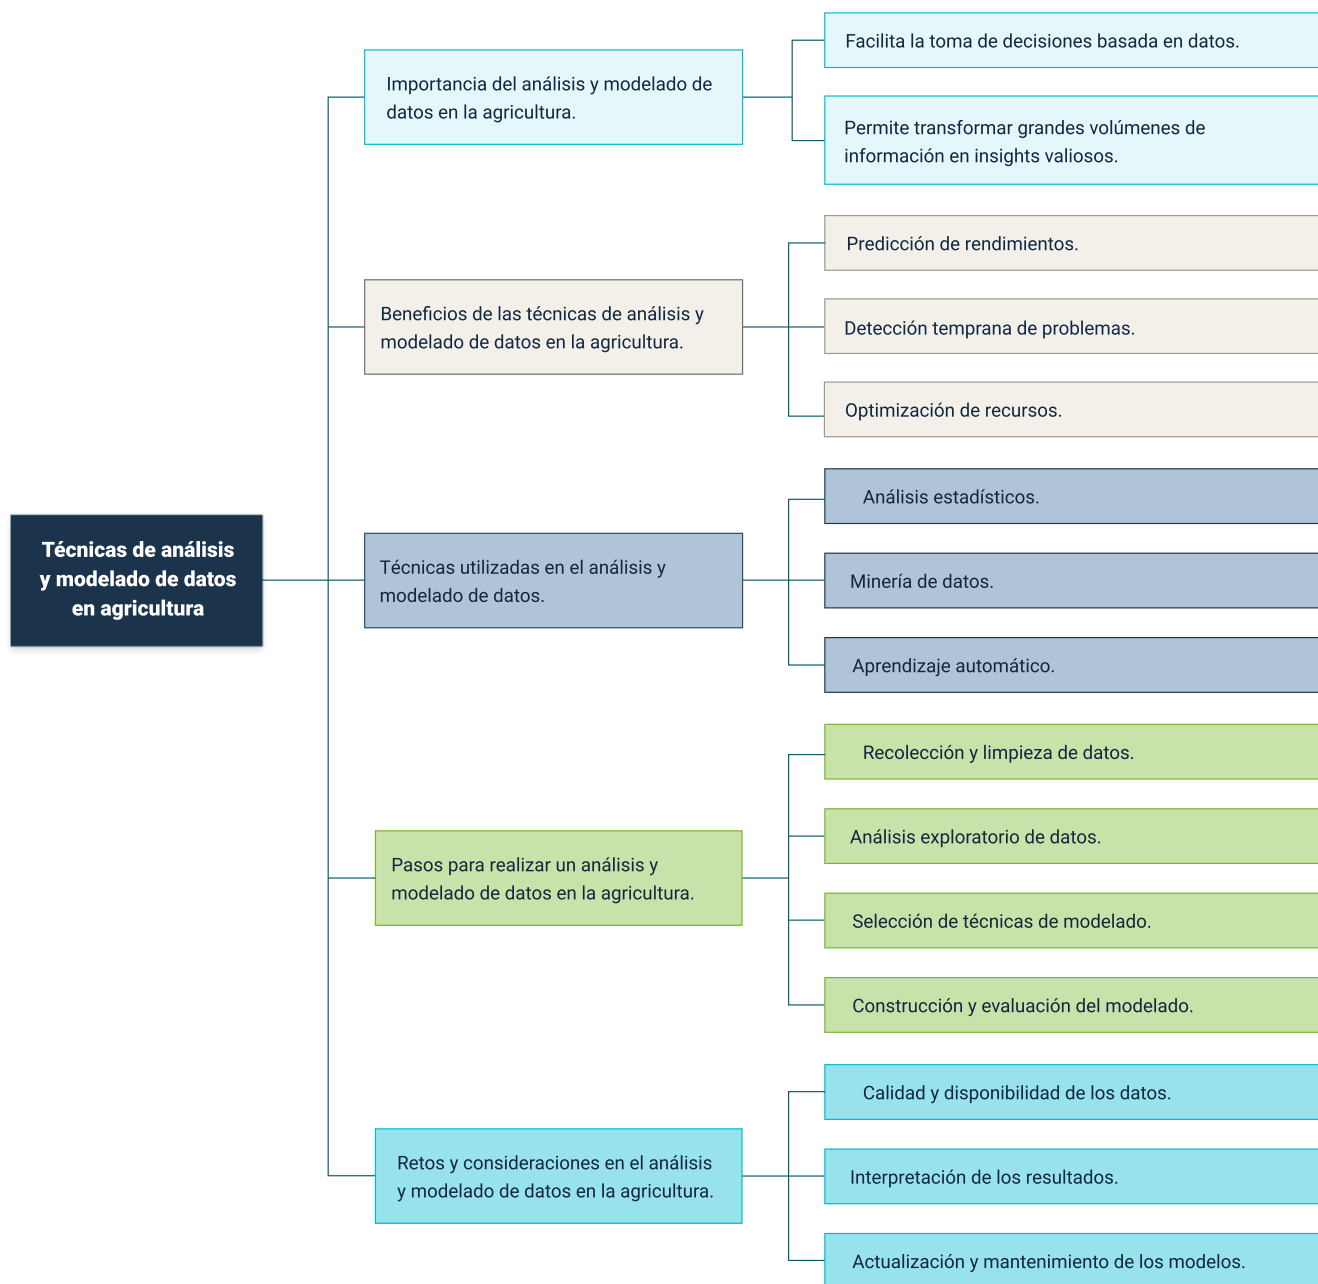 Técnicas de análisis
y modelado de datos
en agricultura
Importancia del análisis y modelado de
datos en la agricultura.
Facilita la toma de decisiones basada en datos.
Permite transformar grandes volúmenes de
información en insights valiosos.
Beneficios de las técnicas de análisis y
modelado de datos en la agricultura.
Predicción de rendimientos.
Detección temprana de problemas.
Optimización de recursos.
Técnicas utilizadas en el análisis y
modelado de datos.
Análisis estadísticos.
Minería de datos.
Aprendizaje automático.
Pasos para realizar un análisis y
modelado de datos en la agricultura.
Recolección y limpieza de datos.
Análisis exploratorio de datos.
Selección de técnicas de modelado.
Construcción y evaluación del modelado.
Retos y consideraciones en el análisis
y modelado de datos en la agricultura.
Calidad y disponibilidad de los datos.
Interpretación de los resultados.
Actualización y mantenimiento de los modelos.